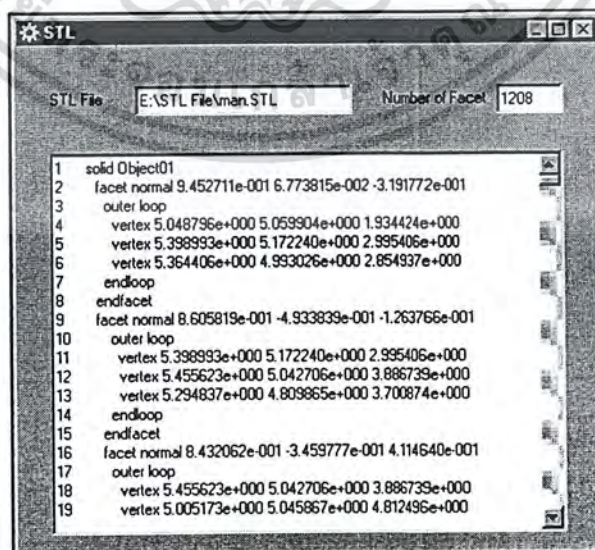 STL
STL File E:\STL File\man.STL Number of Facet 1208
1 solid Object01
2 facet normal 9.452711e-001 6.773815e-002 -3.191772e-001
3 outer loop
4 vertex 5.048796e+000 5.059904e+000 1.934424e+000
5 vertex 5.398993e+000 5.172240e+000 2.995406e+000
6 vertex 5.364406e+000 4.993026e+000 2.854937e+000
7 endloop
8 endfacet
9 facet normal 8.605819e-001 -4.933839e-001 -1.263766e-001
10 outer loop
11 vertex 5.398993e+000 5.172240e+000 2.995406e+000
12 vertex 5.455623e+000 5.042706e+000 3.886739e+000
13 vertex 5.294837e+000 4.809865e+000 3.700874e+000
14 endloop
15 endfacet
16 facet normal 8.432062e-001 -3.459777e-001 4.114640e-001
17 outer loop
18 vertex 5.455623e+000 5.042706e+000 3.886739e+000
19 vertex 5.005173e+000 5.045867e+000 4.812496e+000